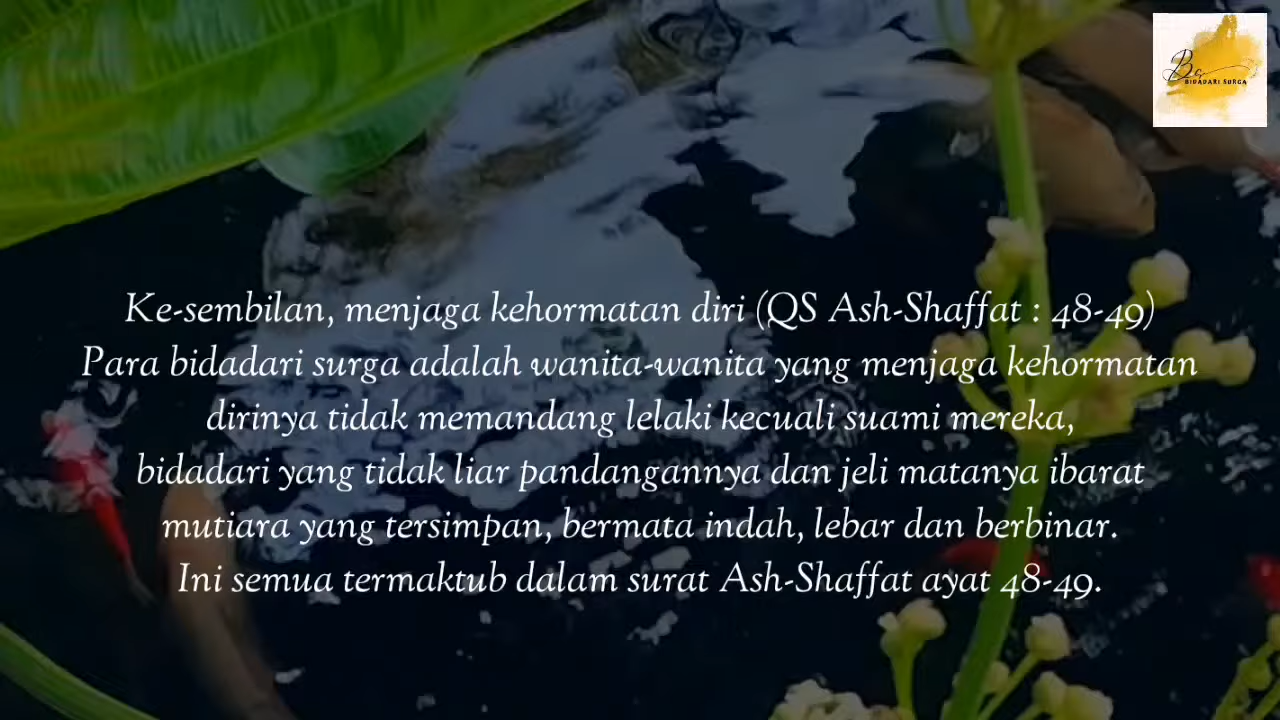 Bs
BIDADARI SURGA
Ke-sembilan, menjaga kehormatan diri (QS Ash-Shaffat : 48-49)
Para bidadari surga adalah wanita-wanita yang menjaga kehormatan
dirinya tidak memandang lelaki kecuali suami mereka,
bidadari yang tidak liar pandangannya dan jeli matanya ibarat
mutiara yang tersimpan, bermata indah, lebar dan berbinar.
Ini semua termaktub dalam surat Ash-Shaffat ayat 48-49.